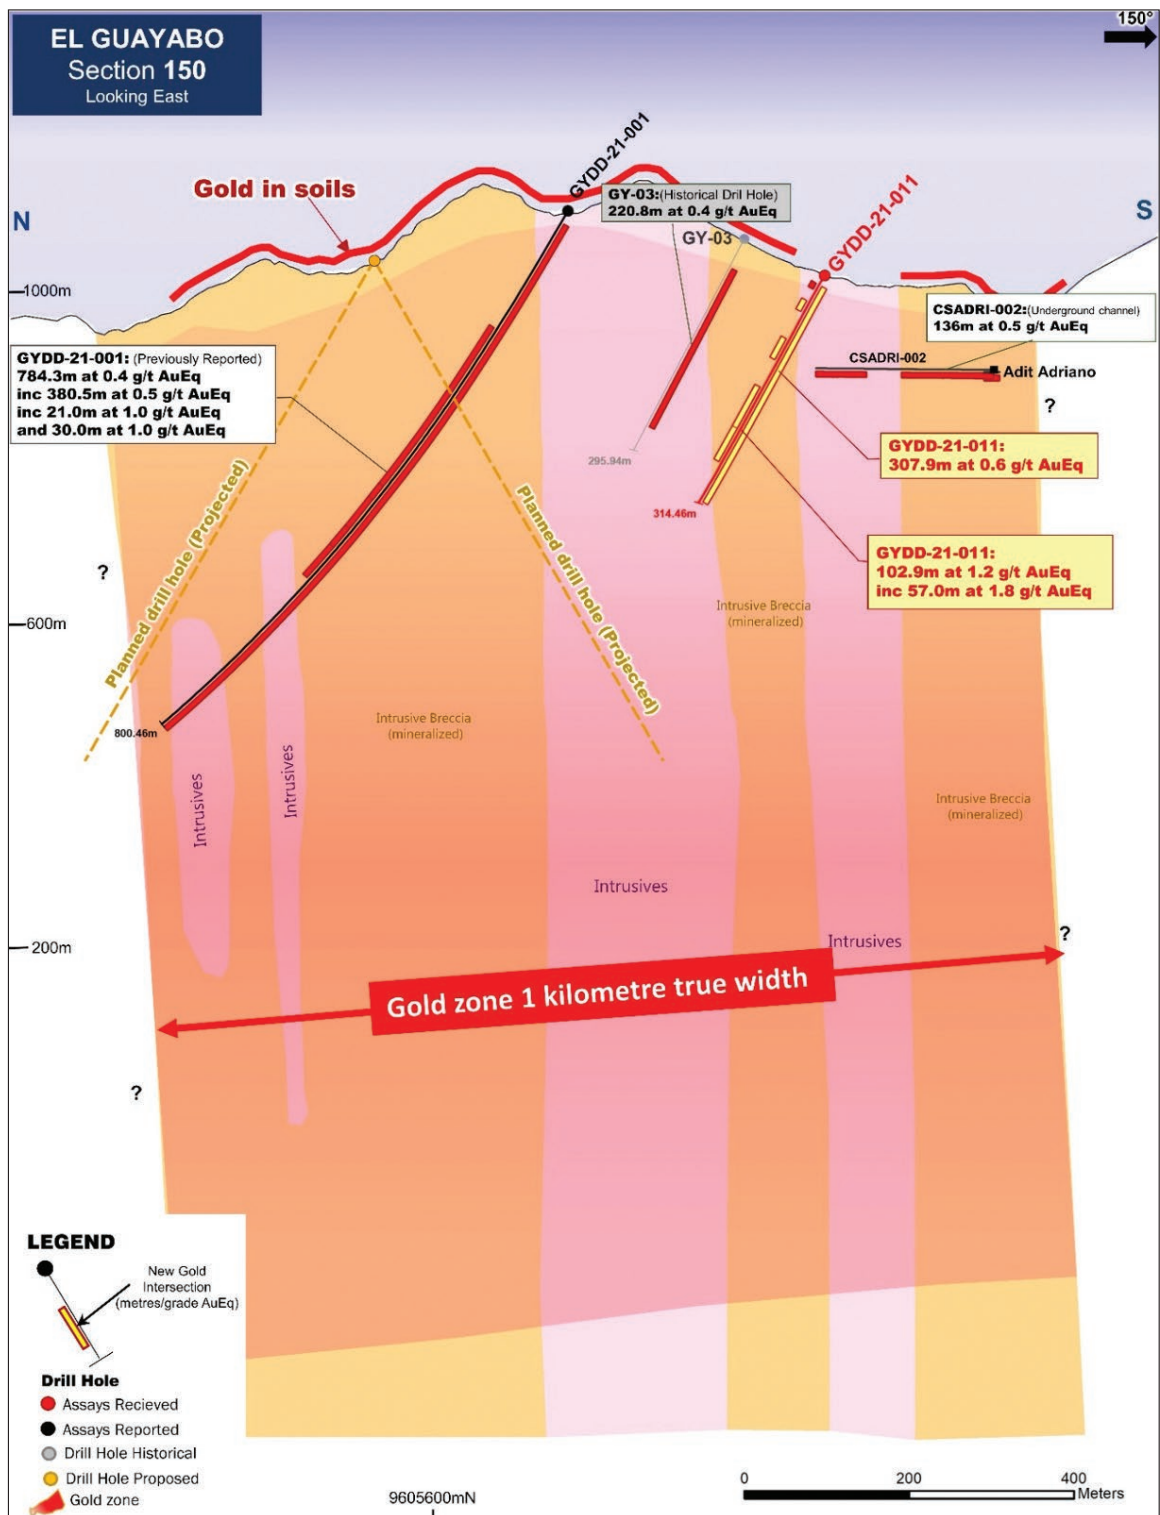 EL GUAYABO
Section 150
Looking East
150°
N
S
Gold in soils
GYDD-21-001
GY-03:(Historical Dril Hole)
220.8m at 0.4 g/t AuEq
GY-03
GYDD-21-011
1000m
CSADRI-002:(Underground channel)
136m at 0.5 g/t AuEq
CSADRI-002
Adit Adriano
GYDD-21-001: (Previously Reported)
784.3m at 0.4 g/t AuEq
inc 380.5m at 0.5 g/t AuEq
inc 21.0m at 1.0 g/t AuEq
and 30.0m at 1.0 g/t AuEq
?
GYDD-21-011:
307.9m at 0.6 g/t AuEq
295.94m
314.46m
GYDD-21-011:
102.9m at 1.2 g/t AuEq
inc 57.0m at 1.8 g/t AuEq
?
Planned drill hole (Projected)
Planned drill hole (Projected)
600m
Intrusive Breccia
(mineralized)
800.46m
Intrusive Breccia
(mineralized)
Intrusives
Intrusives
Intrusive Breccia
(mineralized)
Intrusives
Intrusives
?
200m
Gold zone 1 kilometre true width
?
LEGEND
New Gold
Intersection
(metres/grade AuEq)
Drill Hole
Assays Recieved
Assays Reported
Drill Hole Historical
Drill Hole Proposed
Gold zone
9605600mN
0 200 400
Meters